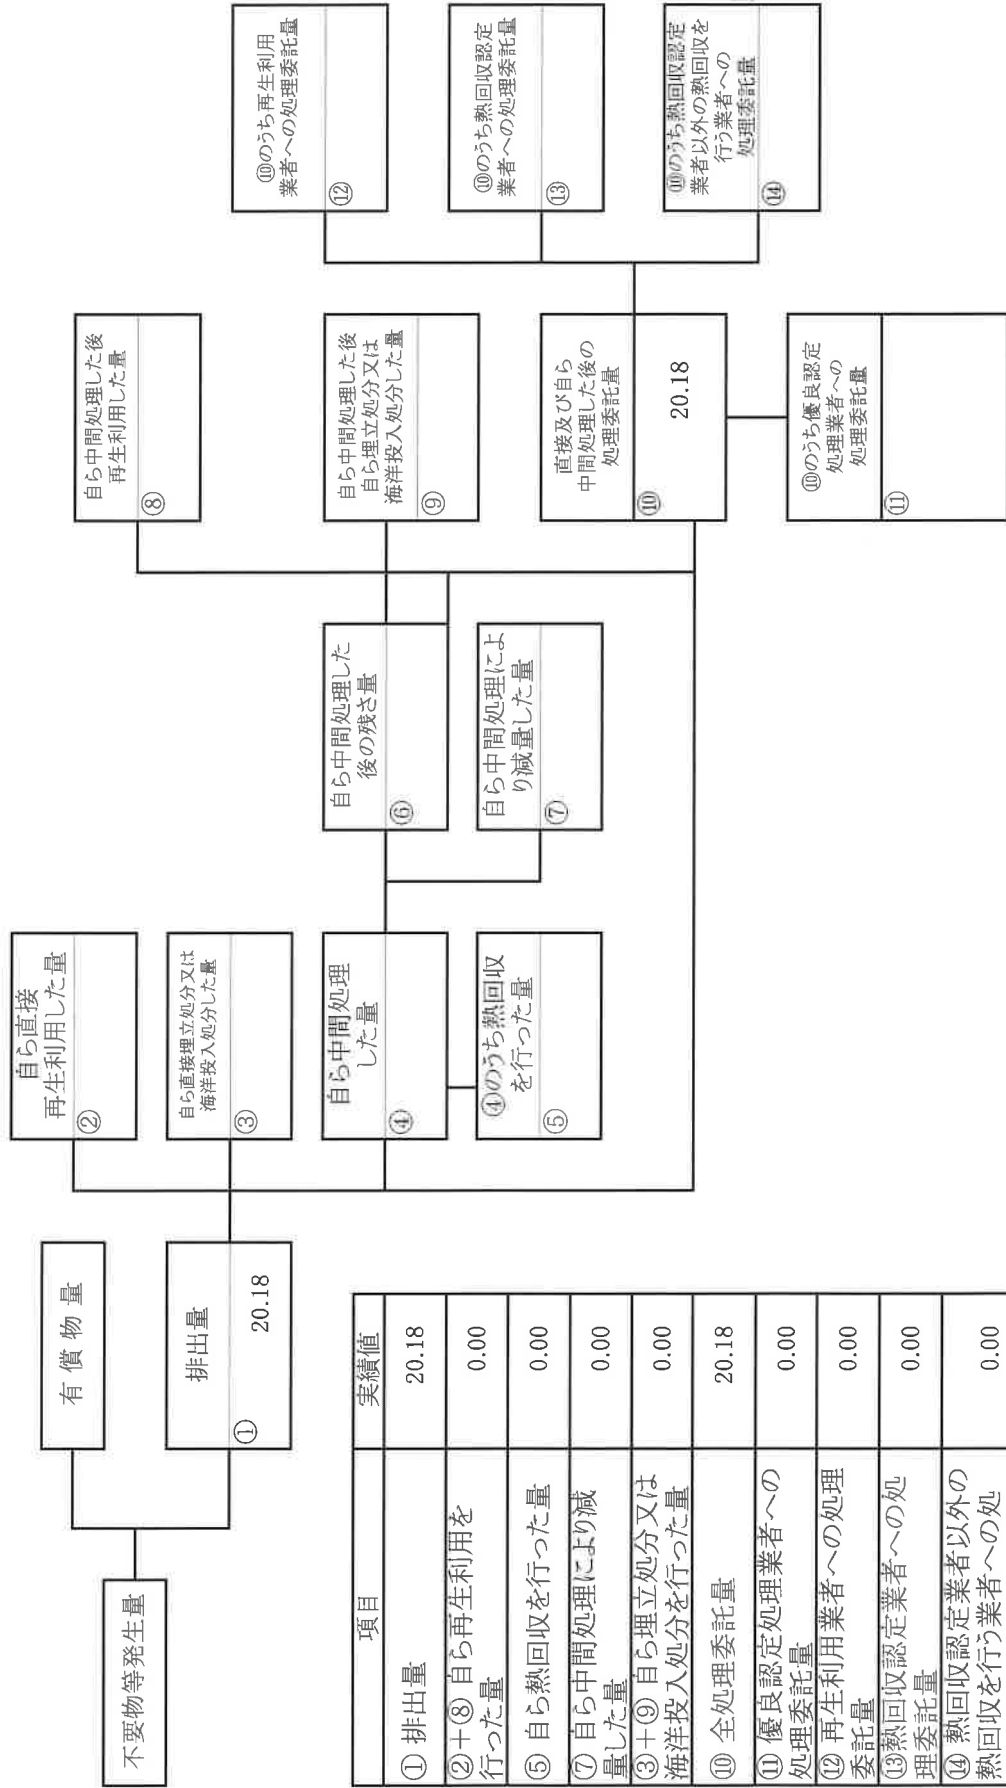 不要物等発生量
有償物量
排出量
①
20.18
自ら直接
再生利用した量
②
自ら直接埋立処分又は
海洋投入処分した量
③
自ら中間処理
した量
④
④のうち熱回収
を行った量
⑤
自ら中間処理した
後の残さ量
⑥
自ら中間処理によ
り減量した量
⑦
自ら中間処理した後
再生利用した量
⑧
自ら中間処理した後
自ら埋立処分又は
海洋投入処分した量
⑨
直接及び自ら
中間処理した後の
処理委託量
⑩
20.18
⑩のうち優良認定
処理業者への
処理委託量
⑪
⑩のうち再生利用
業者への処理委託量
⑫
⑩のうち熱回収認定
業者への処理委託量
⑬
⑩のうち熱回収認定
業者以外の熱回収を
行う業者への
処理委託量
⑭
項目 実績値
① 排出量 20.18
②＋⑧ 自ら再生利用を
行った量 0.00
⑤ 自ら熱回収を行った量 0.00
⑦ 自ら中間処理により減
量した量 0.00
③＋⑨ 自ら埋立処分又は
海洋投入処分を行った量 0.00
⑩ 全処理委託量 20.18
⑪ 優良認定処理業者への
処理委託量 0.00
⑫ 再生利用業者への処理
委託量 0.00
⑬熱回収認定業者への処
理委託量 0.00
⑭ 熱回収認定業者以外の
熱回収を行う業者への処 0.00